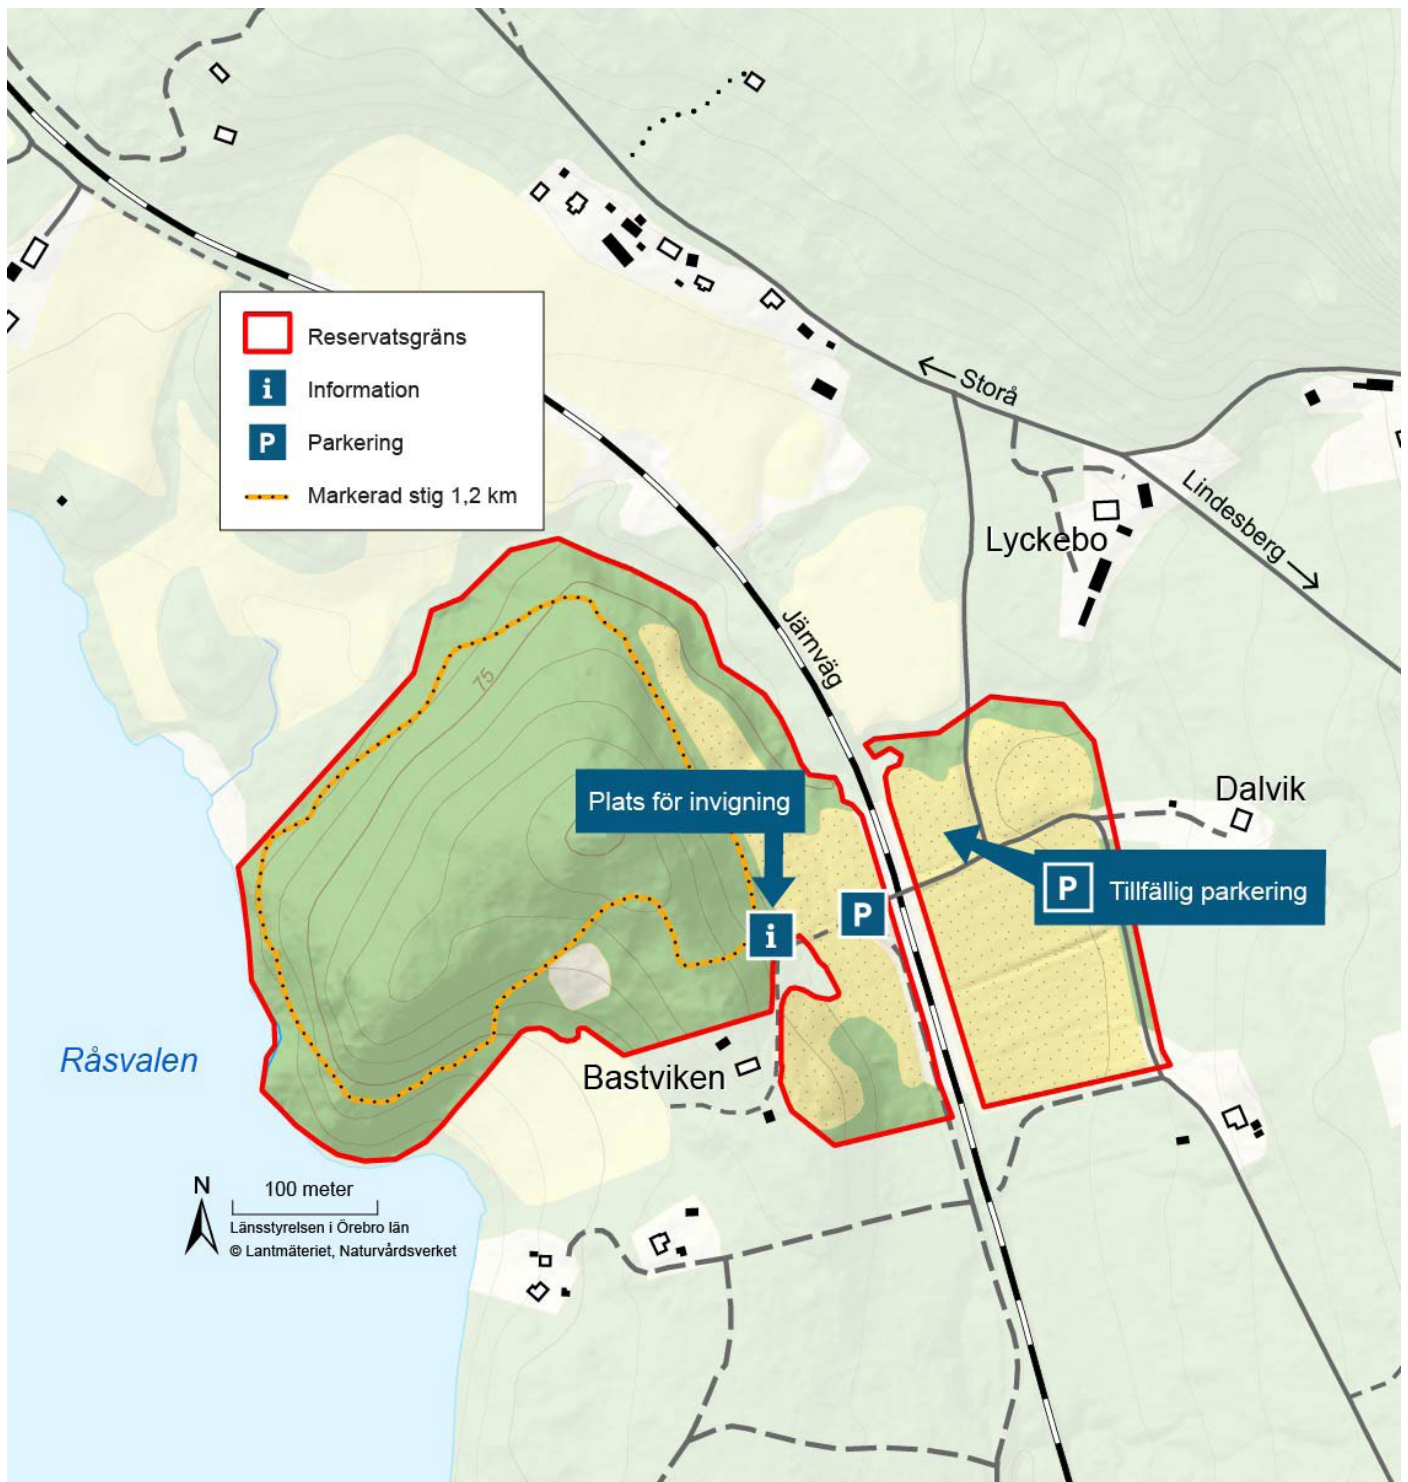 Reservatsgräns
i
Information
P
Parkering
Markerad stig 1,2 km
Storå
Lindesberg
Lyckebo
Järnväg
75
Plats för invigning
Dalvik
P
Tillfällig parkering
P
i
Råsvalen
Bastviken
N
100 meter
Länsstyrelsen i Örebro län
© Lantmäteriet, Naturvårdsverket